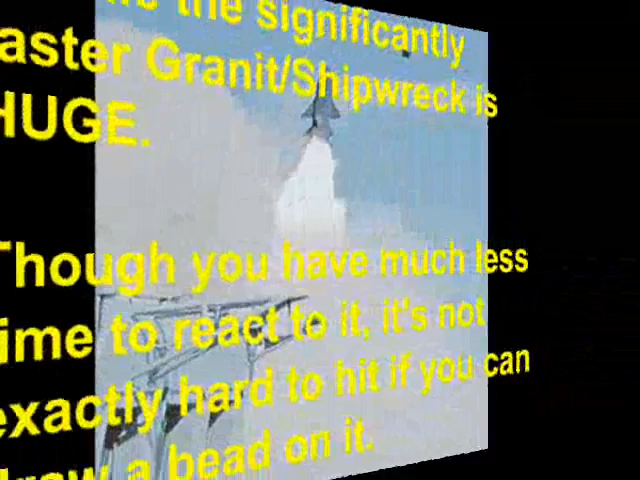 the significantly
aster Granit/Shipwreck is
HUGE.
Though you have much less
ime to react to it, it's not
exactly hard to hit if you can
draw a bead on it.